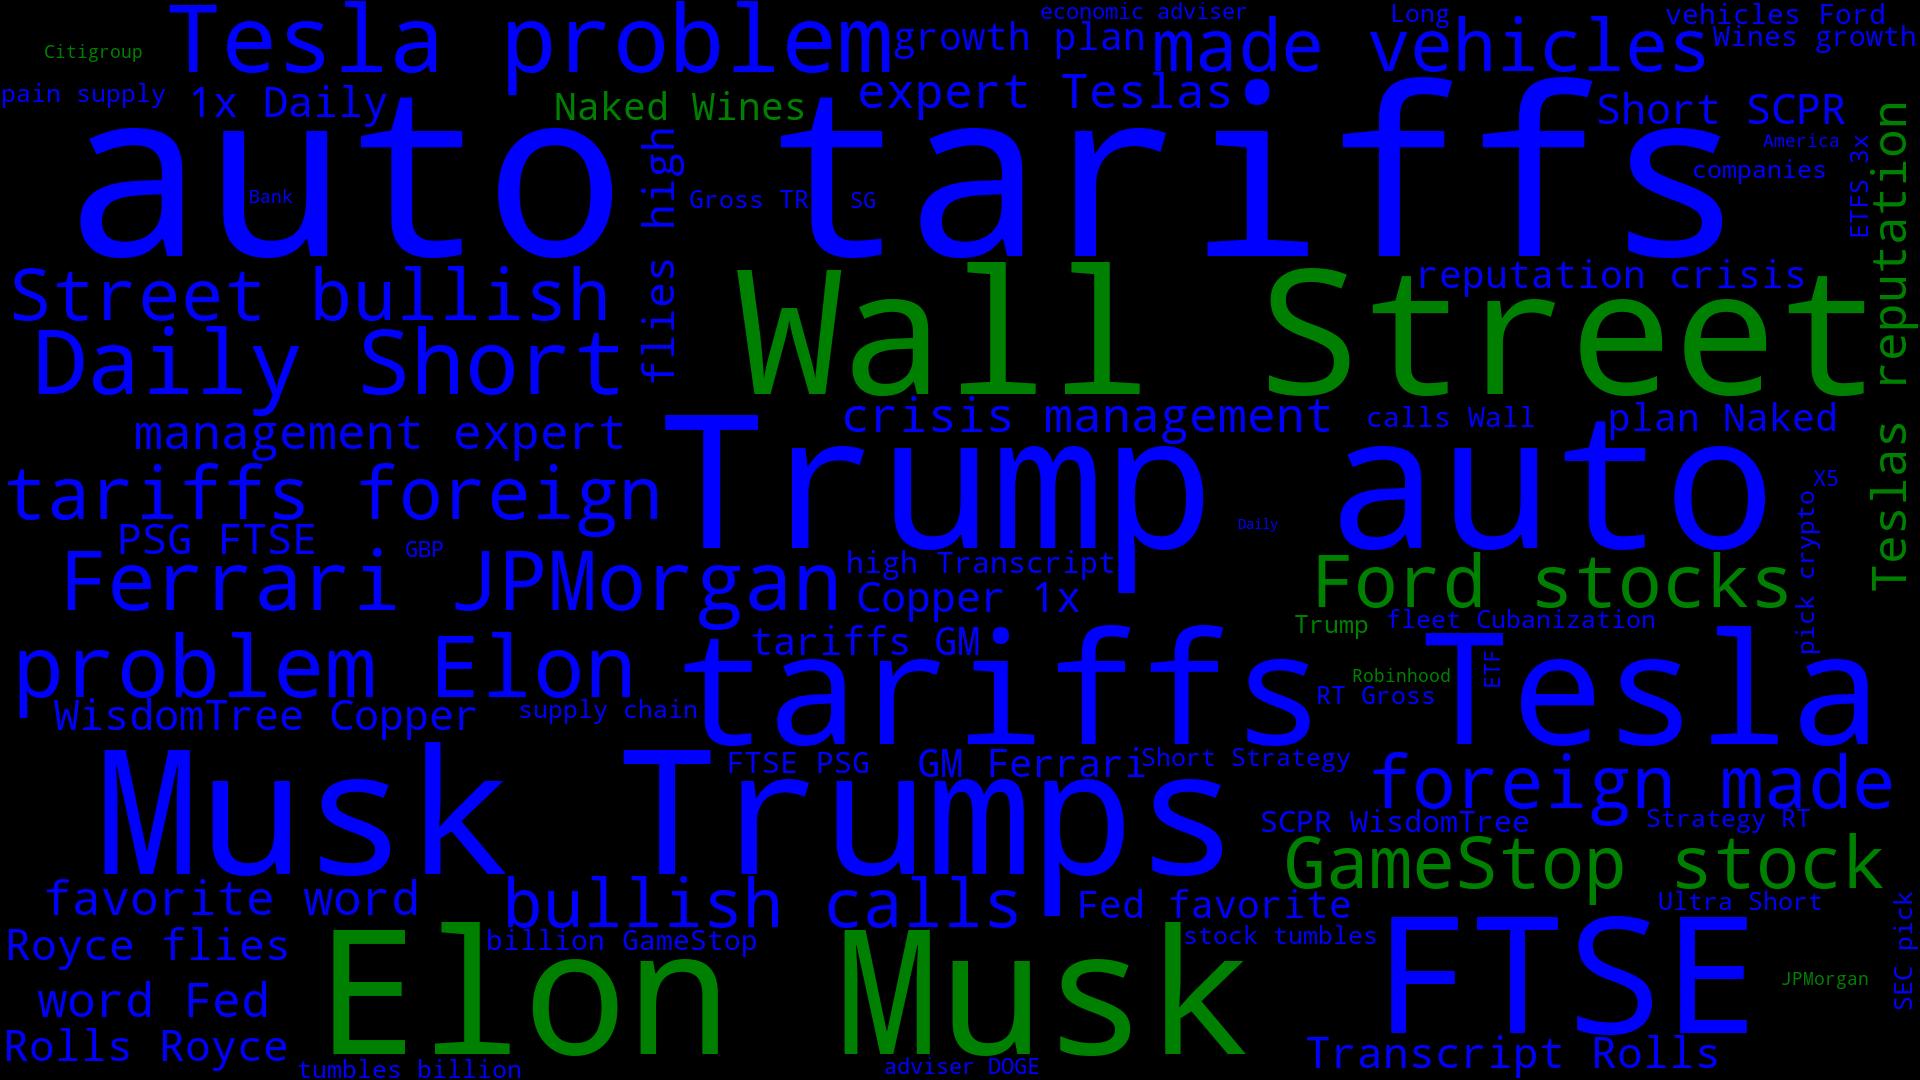 Tesla problem
growth plan
economic adviser
made vehicles
Long
vehicles Ford
Wines growth
Citigroup
pain supply
1x Daily
Naked Wines
expert Teslas
Short SCPR
auto tariffs
America
companies
ETFS 3x
Teslas reputation
Bank
flies high
Gross TR
SG
Street bullish
Wall Street
reputation crisis
Daily Short
crisis management
calls Wall
plan Naked
management expert
Trump auto
tariffs foreign
X5
pick crypto
PSG FTSE
GBP
Daily
Ferrari JPMorgan
high Transcript
Copper 1x
Ford stocks
Trump
fleet Cubanization
tariffs GM
problem Elon
tariffs
Robinhood
ETF
Tesla
WisdomTree Copper
supply chain
RT Gross
Musk Trumps
FTSE PSG
GM Ferrari
Short Strategy
foreign made
SCPR WisdomTree
Strategy RT
GameStop stock
favorite word
bullish calls
Fed favorite
Ultra Short
SEC pick
Royce flies
billion GameStop
stock tumbles
Elon Musk
FTSE
JPMorgan
word Fed
Rolls Royce
Transcript Rolls
tumbles billion
adviser DOGE